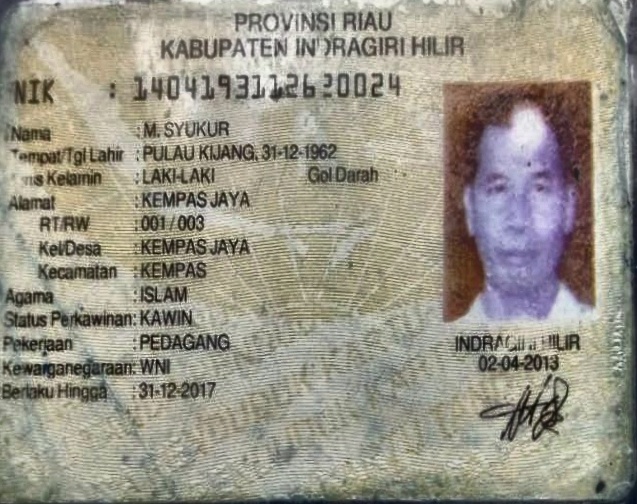 PROVINSI RIAU
KABUPATEN INDRAGIRI HILIR
NIK : 1404193112620024
Nama : M. SYUKUR
Tempat/Tgl Lahir : PULAU KIJANG, 31-12-1962
Jenis Kelamin : LAKI-LAKI Gol Darah
Alamat : KEMPAS JAYA
RT/RW : 001 / 003
Kel/Desa : KEMPAS JAYA
Kecamatan : KEMPAS
Agama : ISLAM
Status Perkawinan: KAWIN
Pekerjaan : PEDAGANG
Kewarganegaraan: WNI
Berlaku Hingga : 31-12-2017
INDRAGIRI HILIR
02-04-2013